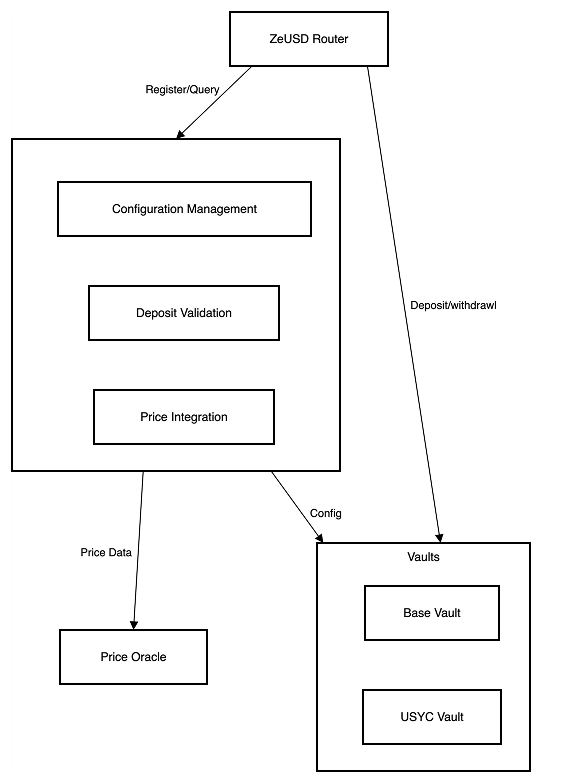 ZeUSD Router
Register/Query
Configuration Management
Deposit Validation
Deposit/withdrawl
Price Integration
Config
Price Data
Vaults
Base Vault
Price Oracle
USYC Vault